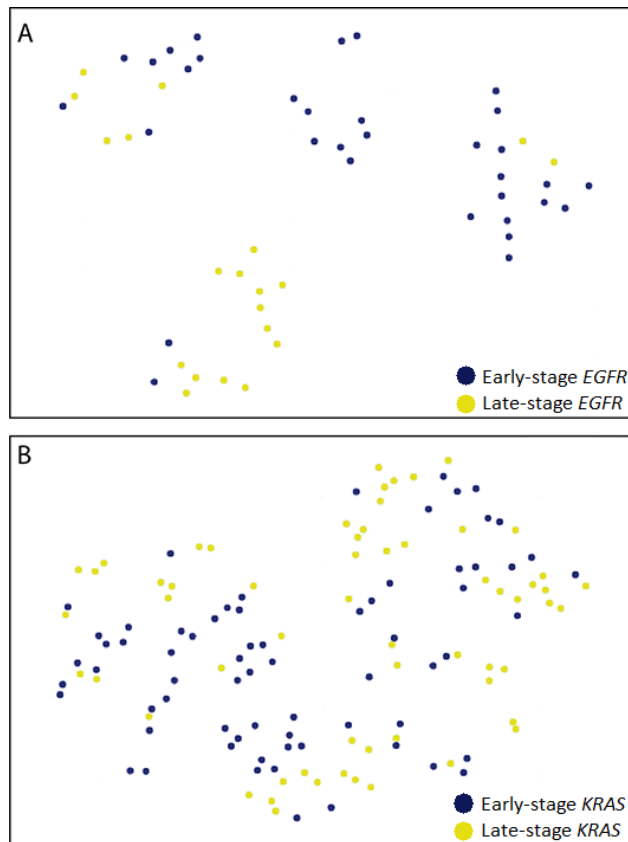 A
Early-stage EGFR
Late-stage EGFR
B
Early-stage KRAS
Late-stage KRAS